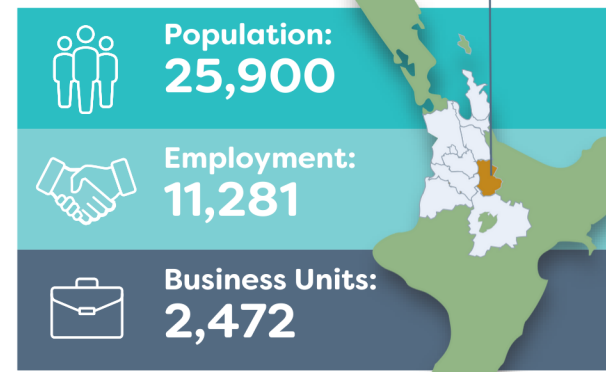 Population:
25,900
Employment:
11,281
Business Units:
2,472